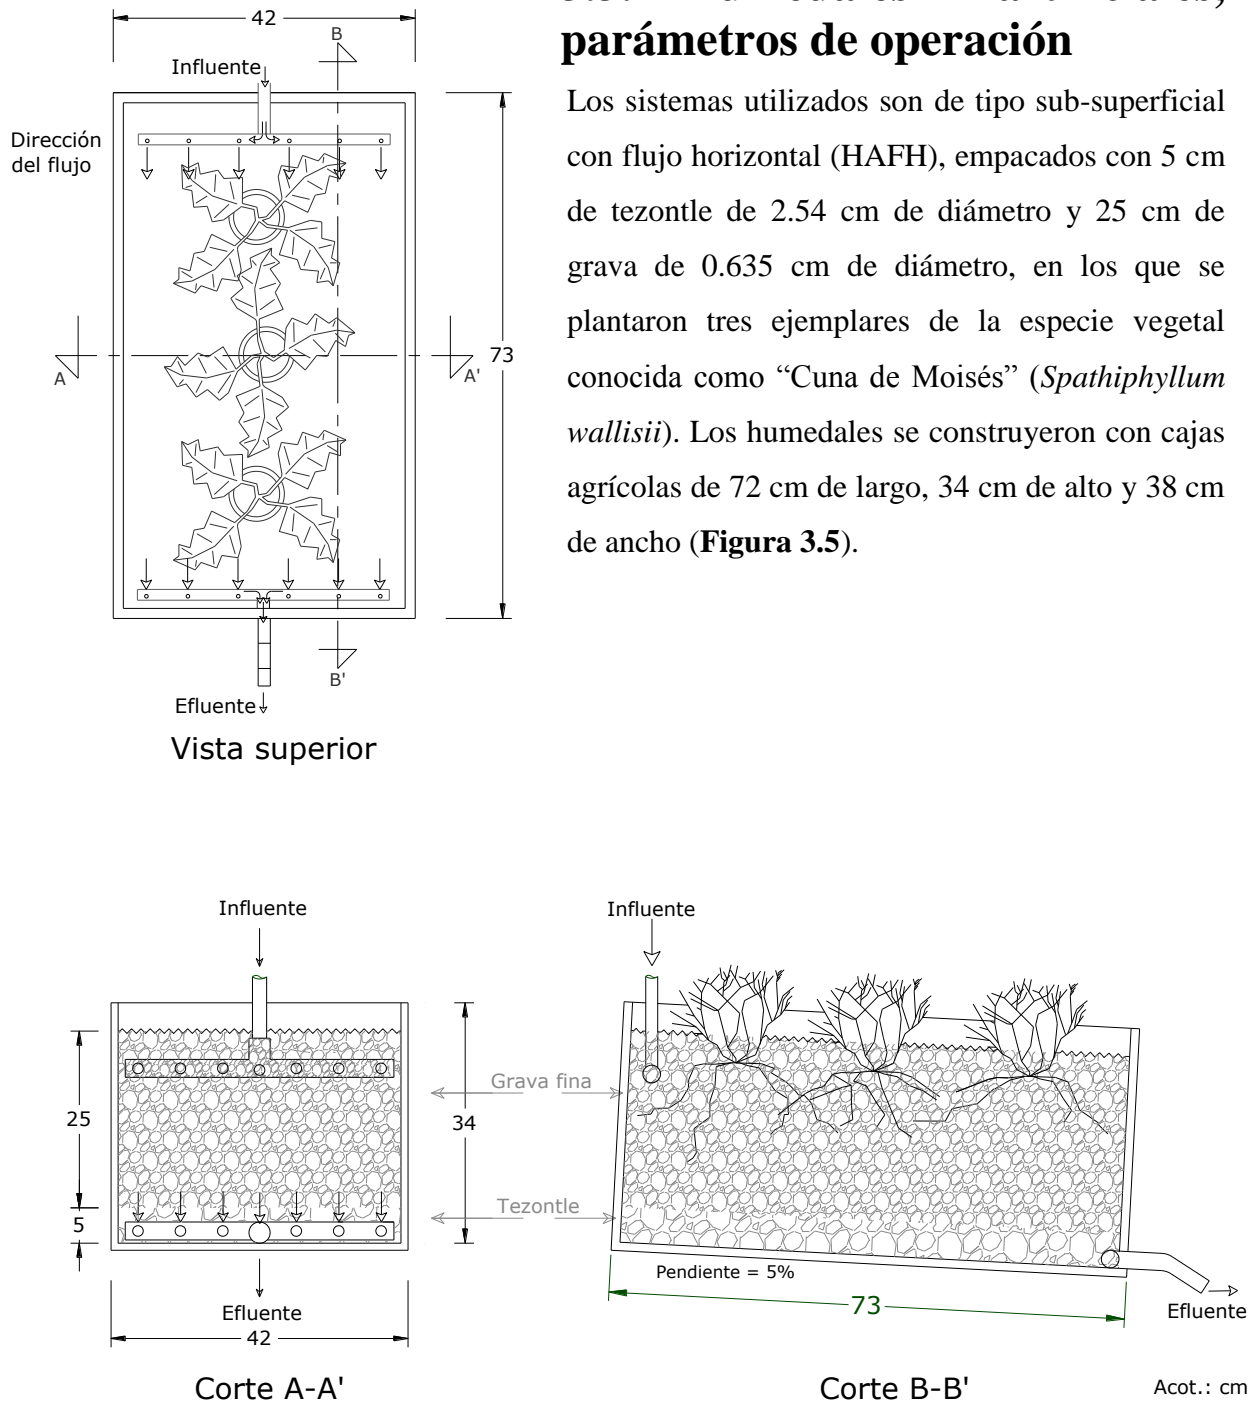 parámetros de operación
Los sistemas utilizados son de tipo sub-superficial
con flujo horizontal (HAFH), empacados con 5 cm
de tezontle de 2.54 cm de diámetro y 25 cm de
grava de 0.635 cm de diámetro, en los que se
plantaron tres ejemplares de la especie vegetal
conocida como “Cuna de Moisés” (Spathiphyllum
wallisii). Los humedales se construyeron con cajas
agrícolas de 72 cm de largo, 34 cm de alto y 38 cm
de ancho (Figura 3.5).
42
B
Influente
Dirección
del flujo
A
73
A'
B'
Efluente
Vista superior
Influente
25
5
34
Grava fina
Tezontle
Efluente
42
Corte A-A'
Influente
Pendiente = 5%
73
Efluente
Corte B-B'
Acot.: cm